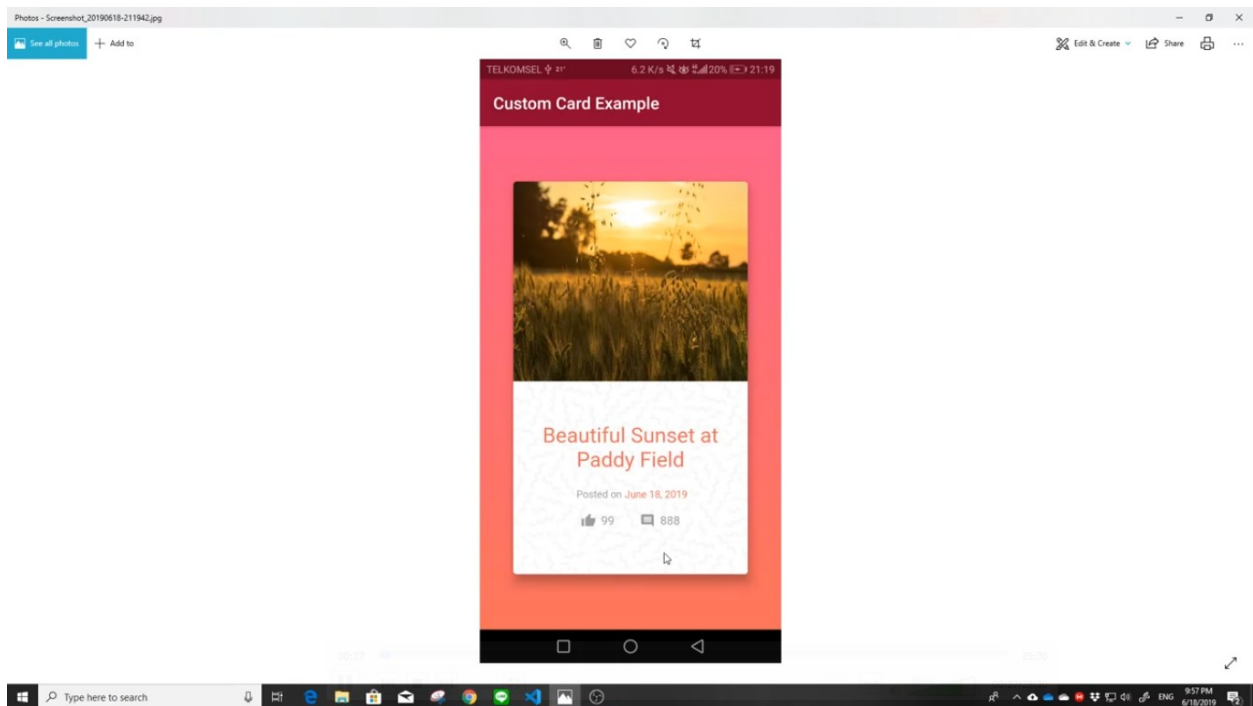 Photos - Screenshot_20190618-211942.jpg
See all photos
Add to
Edit & Create
Share
TELKOMSEL 21° 6.2 K/s 20% 21:19
Custom Card Example
Beautiful Sunset at
Paddy Field
Posted on June 18, 2019
99 888
Type here to search
ENG
9:57 PM
6/18/2019